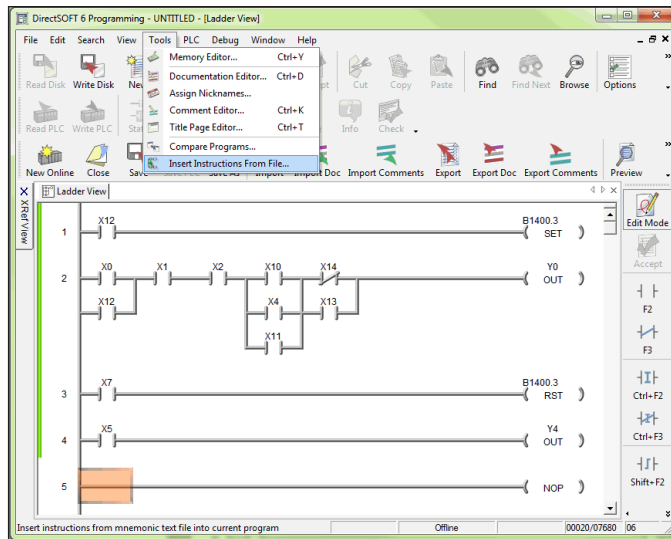 DirectSOFT 6 Programming - UNTITLED - [Ladder View]
File Edit Search View Tools PLC Debug Window Help
Memory Editor... Ctrl+Y
Documentation Editor... Ctrl+D
Assign Nicknames...
Comment Editor... Ctrl+K
Title Page Editor... Ctrl+T
Compare Programs...
Insert Instructions From File...
Read Disk Write Disk Cut Copy Paste Find Find Next Browse Options
Read PLC Write PLC Info Check
New Online Close Save Import Import Doc Import Comments Export Export Doc Export Comments Preview
XRef View
Ladder View
Edit Mode
Accept
F2
F3
Ctrl+F2
Ctrl+F3
Shift+F2
1 X12 B1400.3 SET
2 X0 X1 X2 X10 X14 Y0 OUT
X12 X4 X13
X11
3 X7 B1400.3 RST
4 X5 Y4 OUT
5 NOP
Insert instructions from mnemonic text file into current program Offline 00020/07680 06